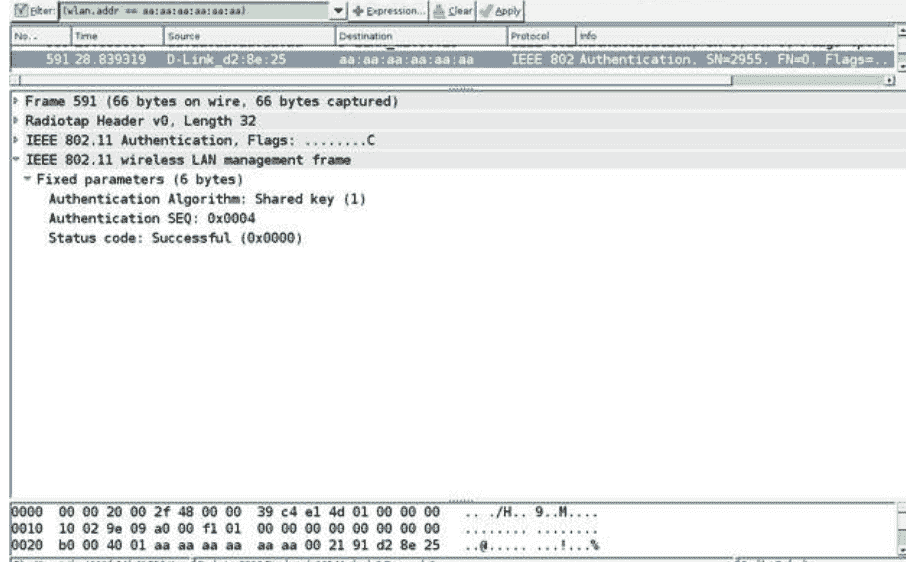 Filter: (wlan.addr == aa:aa:aa:aa:aa:aa) Expression... Clear Apply
No. . Time Source Destination Protocol Info
591 28.839319 D-Link_d2:8e:25 aa:aa:aa:aa:aa:aa IEEE 802 Authentication, SN=2955, FN=0, Flags=...
Frame 591 (66 bytes on wire, 66 bytes captured)
Radiotap Header v0, Length 32
IEEE 802.11 Authentication, Flags: ........C
IEEE 802.11 wireless LAN management frame
Fixed parameters (6 bytes)
Authentication Algorithm: Shared key (1)
Authentication SEQ: 0x0004
Status code: Successful (0x0000)
0000 00 00 20 00 2f 48 00 00 39 c4 e1 4d 01 00 00 00 .. ./H.. 9..M....
0010 10 02 9e 09 a0 00 f1 01 00 00 00 00 00 00 00 00 ........ ........
0020 b0 00 40 01 aa aa aa aa aa aa 00 21 91 d2 8e 25 ..@..... ...!...%